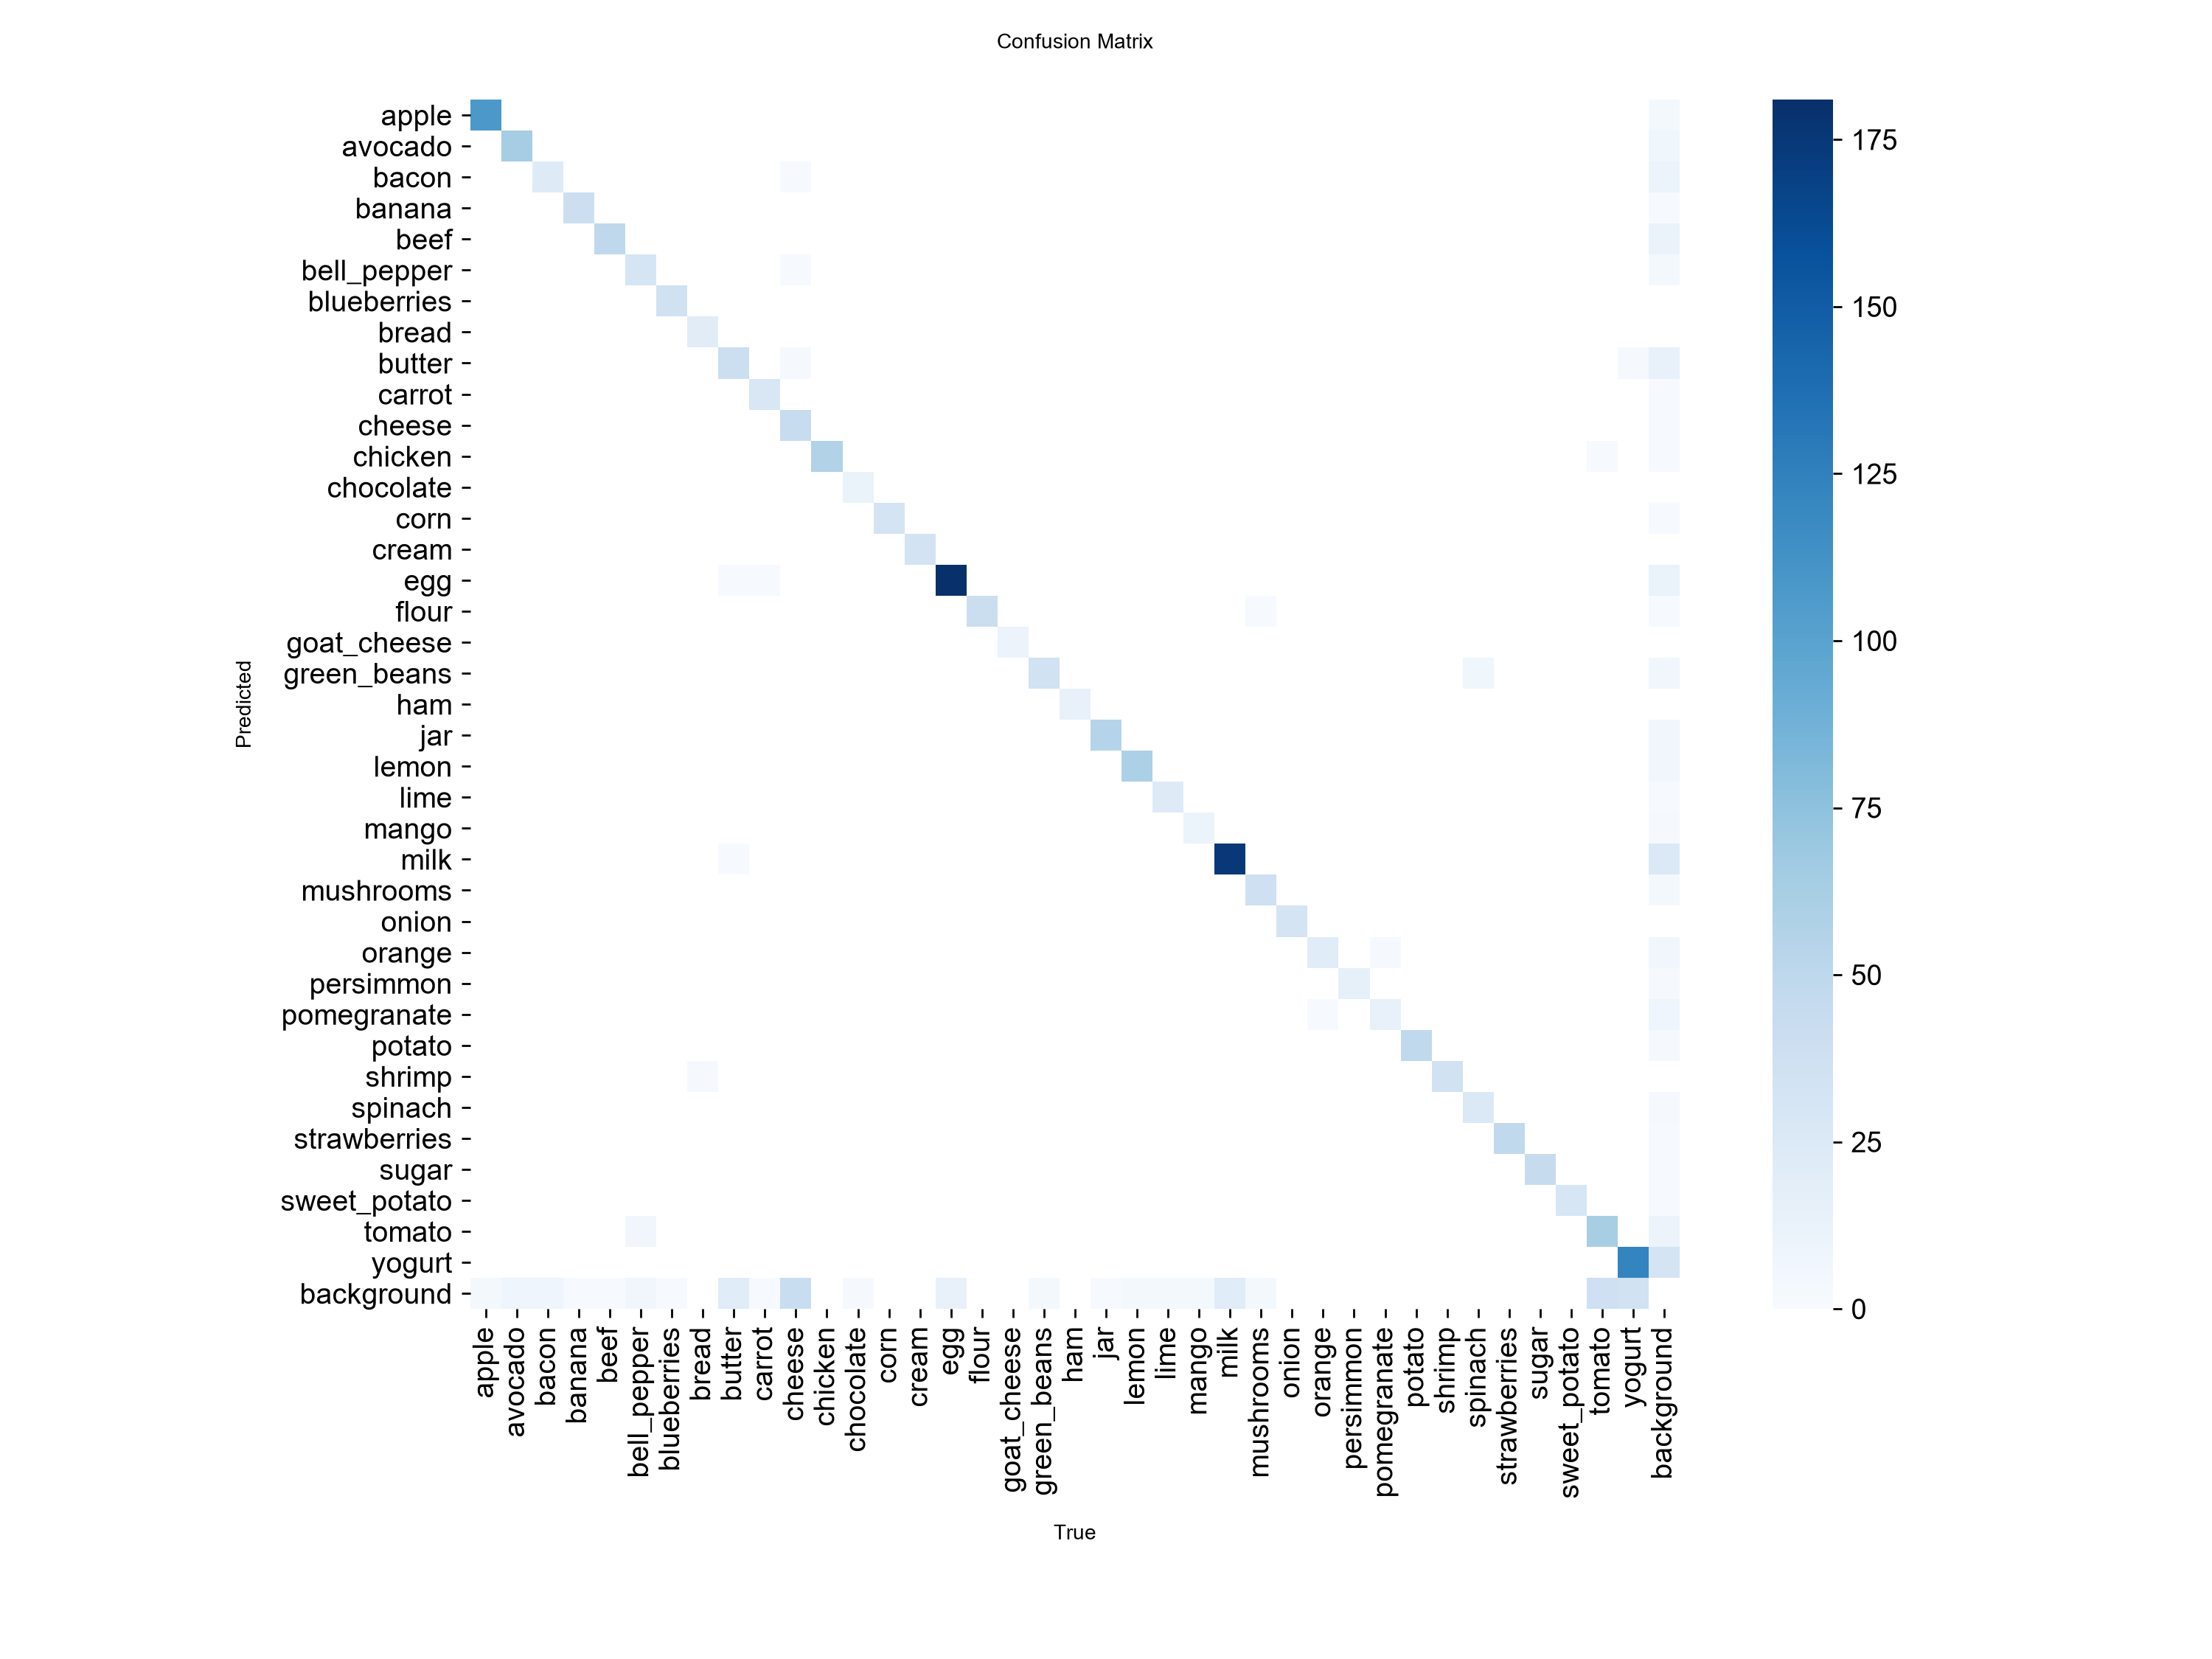 Confusion Matrix
apple
avocado
bacon
banana
beef
bell_pepper
blueberries
bread
butter
carrot
cheese
chicken
chocolate
corn
cream
egg
flour
goat_cheese
green_beans
ham
jar
lemon
lime
mango
milk
mushrooms
onion
orange
persimmon
pomegranate
potato
shrimp
spinach
strawberries
sugar
sweet_potato
tomato
yogurt
background
Predicted
apple
avocado
bacon
banana
beef
bell_pepper
blueberries
bread
butter
carrot
cheese
chicken
chocolate
corn
cream
egg
flour
goat_cheese
green_beans
ham
jar
lemon
lime
mango
milk
mushrooms
onion
orange
persimmon
pomegranate
potato
shrimp
spinach
strawberries
sugar
sweet_potato
tomato
yogurt
background
True
175
150
125
100
75
50
25
0